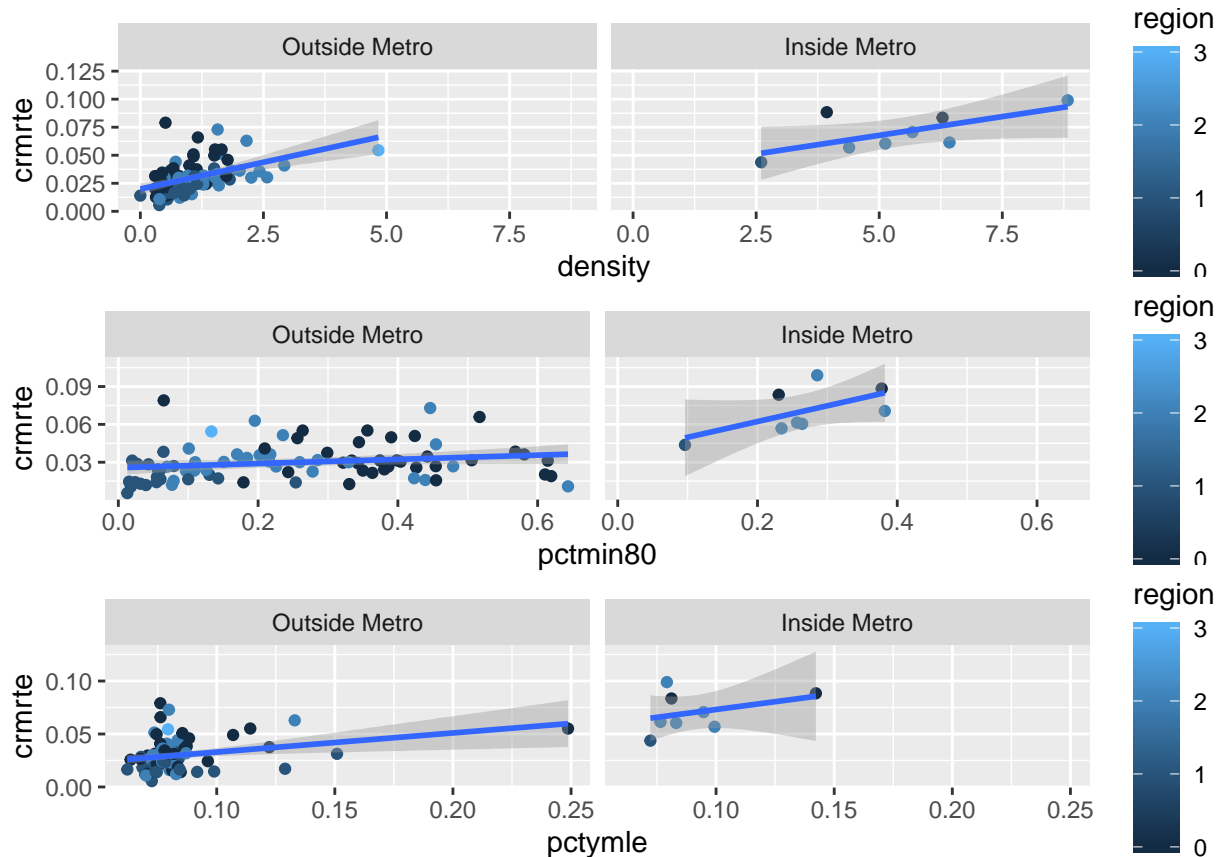 Outside Metro Inside Metro
crmrte
0.125
0.100
0.075
0.050
0.025
0.000
0.0 2.5 5.0 7.5 0.0 2.5 5.0 7.5
density
region
3
2
1
0
Outside Metro Inside Metro
crmrte
0.09
0.06
0.03
0.0 0.2 0.4 0.6 0.0 0.2 0.4 0.6
pctmin80
region
3
2
1
0
Outside Metro Inside Metro
crmrte
0.10
0.05
0.00
0.10 0.15 0.20 0.25 0.10 0.15 0.20 0.25
pctymle
region
3
2
1
0